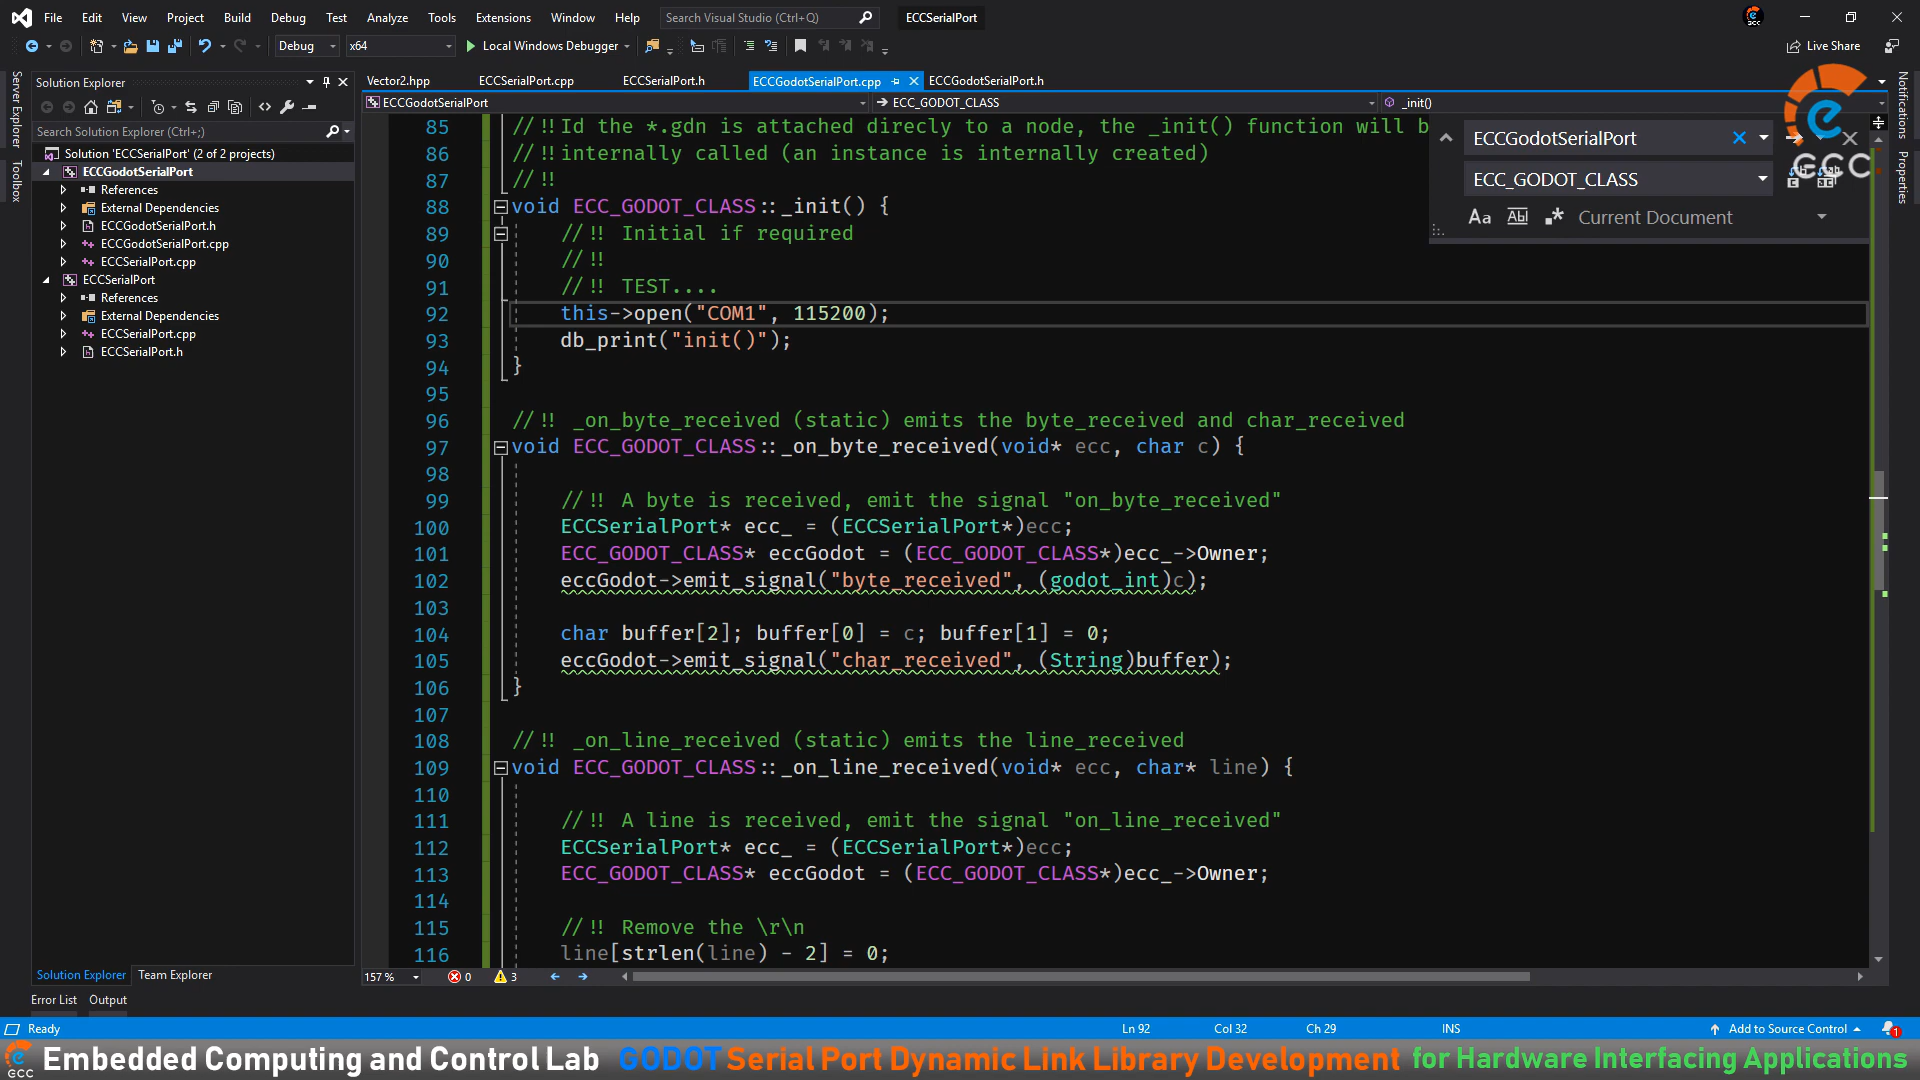 File Edit View Project Build Debug Test Analyze Tools Extensions Window Help Search Visual Studio (Ctrl+Q) ECCSerialPort
Debug x64 Local Windows Debugger Live Share
Server Explorer
Toolbox
Solution Explorer
Search Solution Explorer (Ctrl+;)
Solution 'ECCSerialPort' (2 of 2 projects)
ECCGodotSerialPort
References
External Dependencies
ECCGodotSerialPort.h
ECCGodotSerialPort.cpp
ECCSerialPort.cpp
ECCSerialPort
References
External Dependencies
ECCSerialPort.cpp
ECCSerialPort.h
Solution Explorer Team Explorer
Vector2.hpp ECCSerialPort.cpp ECCSerialPort.h ECCGodotSerialPort.cpp ECCGodotSerialPort.h
ECCGodotSerialPort ECC_GODOT_CLASS _init()
ECCGodotSerialPort
ECC_GODOT_CLASS
Aa Abl Current Document
Notifications
Properties
GCC
85 //!!Id the *.gdn is attached direcly to a node, the _init() function will b
86 //!!internally called (an instance is internally created)
87 //!!
88 void ECC_GODOT_CLASS::_init() {
89 //!! Initial if required
90 //!!
91 //!! TEST....
92 this->open("COM1", 115200);
93 db_print("init()");
94 }
95
96 //!! _on_byte_received (static) emits the byte_received and char_received
97 void ECC_GODOT_CLASS::_on_byte_received(void* ecc, char c) {
98
99 //!! A byte is received, emit the signal "on_byte_received"
100 ECCSerialPort* ecc_ = (ECCSerialPort*)ecc;
101 ECC_GODOT_CLASS* eccGodot = (ECC_GODOT_CLASS*)ecc_->Owner;
102 eccGodot->emit_signal("byte_received", (godot_int)c);
103
104 char buffer[2]; buffer[0] = c; buffer[1] = 0;
105 eccGodot->emit_signal("char_received", (String)buffer);
106 }
107
108 //!! _on_line_received (static) emits the line_received
109 void ECC_GODOT_CLASS::_on_line_received(void* ecc, char* line) {
110
111 //!! A line is received, emit the signal "on_line_received"
112 ECCSerialPort* ecc_ = (ECCSerialPort*)ecc;
113 ECC_GODOT_CLASS* eccGodot = (ECC_GODOT_CLASS*)ecc_->Owner;
114
115 //!! Remove the \r\n
116 line[strlen(line) - 2] = 0;
157 % 0 3
Error List Output
Ready Ln 92 Col 32 Ch 29 INS Add to Source Control 1
GCC Embedded Computing and Control Lab GODOT Serial Port Dynamic Link Library Development for Hardware Interfacing Applications